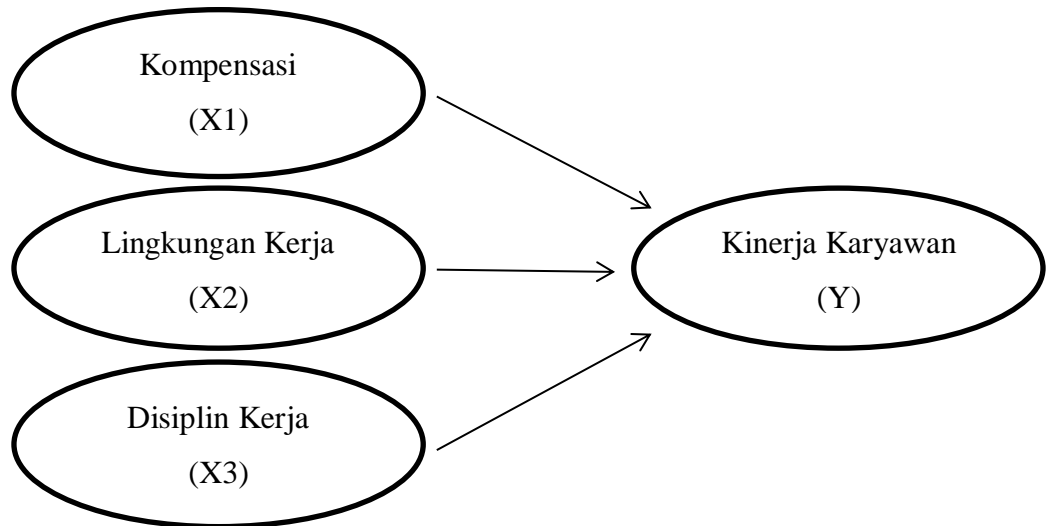 Kompensasi
(X1)
Lingkungan Kerja
(X2)
Kinerja Karyawan
(Y)
Disiplin Kerja
(X3)